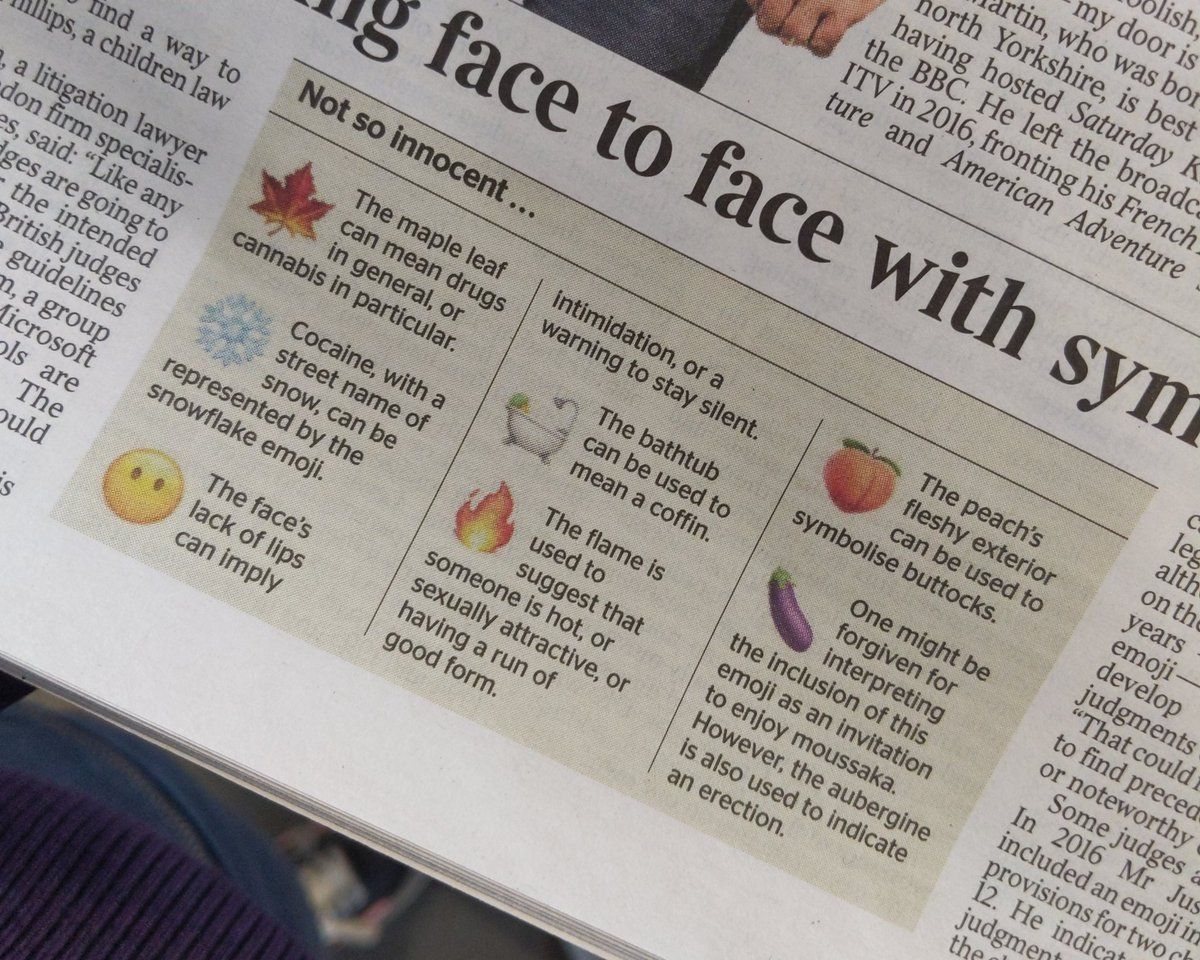 find a way to
illips, a children law
a litigation lawyer
don firm specialis-
es, said: "Like any
dges are going to
the intended
British judges
guidelines
m, a group
Microsoft
ols are
The
ould
is
ng face to face with sym
Not so innocent...
The maple leaf
can mean drugs
in general, or
cannabis in particular.
Cocaine, with a
street name of
snow, can be
represented by the
snowflake emoji.
The face's
lack of lips
can imply
intimidation, or a
warning to stay silent.
The bathtub
can be used to
mean a coffin.
The flame is
used to
suggest that
someone is hot, or
sexually attractive, or
having a run of
good form.
The peach's
fleshy exterior
can be used to
symbolise buttocks.
One might be
forgiven for
interpreting
the inclusion of this
emoji as an invitation
to enjoy moussaka.
However, the aubergine
is also used to indicate
an erection.
oolish,
my door is
Martin, who was bor
north Yorkshire, is best
having hosted Saturday K
the BBC. He left the broadc
ITV in 2016, fronting his French
ture and American Adventure
leg
alth
on the
years
emoji —
develop
judgments
"That could
to find preced
or noteworthy
Some judges a
In 2016 Mr Jus
included an emoji in
provisions for two ch
12. He indicat
judgment